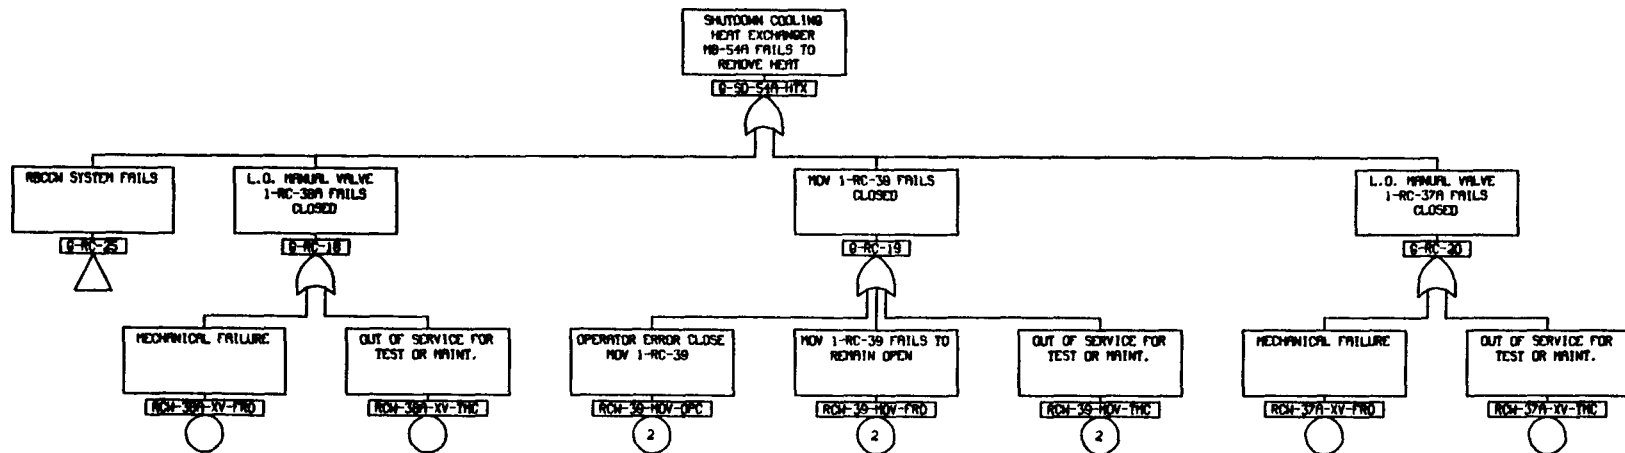 SHUTDOWN COOLING
HEAT EXCHANGER
MB-54A FAILS TO
REMOVE HEAT
G-SD-54A-HTX
RBCCW SYSTEM FAILS
G-RC-25
L.O. MANUAL VALVE
1-RC-38A FAILS
CLOSED
G-RC-18
MOV 1-RC-39 FAILS
CLOSED
G-RC-19
L.O. MANUAL VALVE
1-RC-37A FAILS
CLOSED
G-RC-20
MECHANICAL FAILURE
RCW-38A-XV-FRO
OUT OF SERVICE FOR
TEST OR MAINT.
RCW-38A-XV-TMC
OPERATOR ERROR CLOSE
MOV 1-RC-39
RCW-39-MOV-OPC
2
MOV 1-RC-39 FAILS TO
REMAIN OPEN
RCW-39-MOV-FRO
2
OUT OF SERVICE FOR
TEST OR MAINT.
RCW-39-MOV-TMC
2
MECHANICAL FAILURE
RCW-37A-XV-FRO
OUT OF SERVICE FOR
TEST OR MAINT.
RCW-37A-XV-TMC